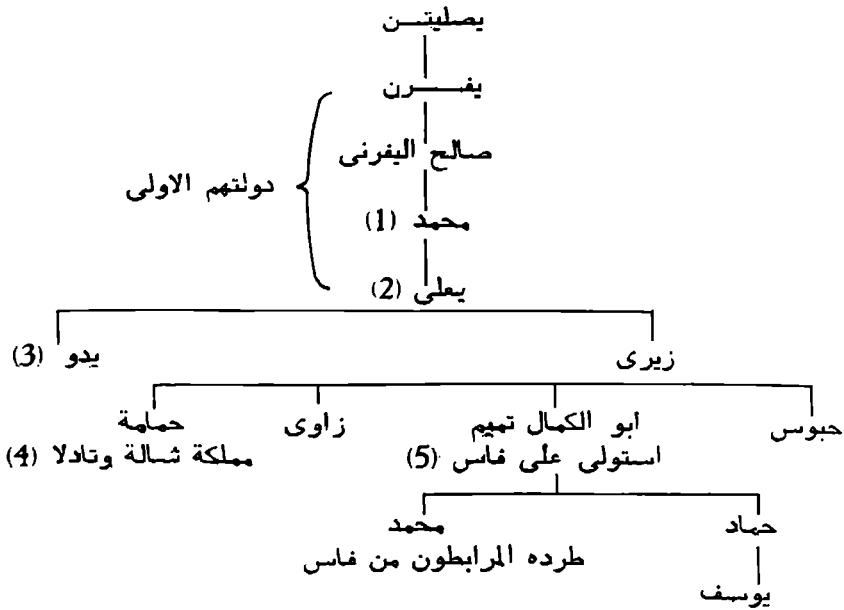 يصليتن
يفرن
صالح اليفرني
دولتهم الاولى
محمد (1)
يعلى (2)
زيرى
يدو (3)
حبوس
ابو الكمال تميم
زاوى
حمامة
استولى على فاس (5)
مملكة شالة وتادلا (4)
حماد
محمد
طرده المرابطون من فاس
يوسف